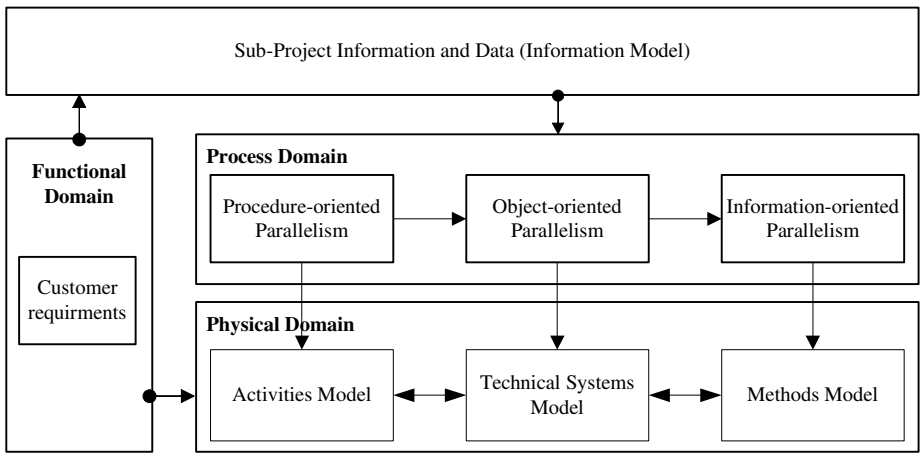 Sub-Project Information and Data (Information Model)
Functional
Domain
Customer
requirments
Process Domain
Procedure-oriented
Parallelism
Object-oriented
Parallelism
Information-oriented
Parallelism
Physical Domain
Activities Model
Technical Systems
Model
Methods Model